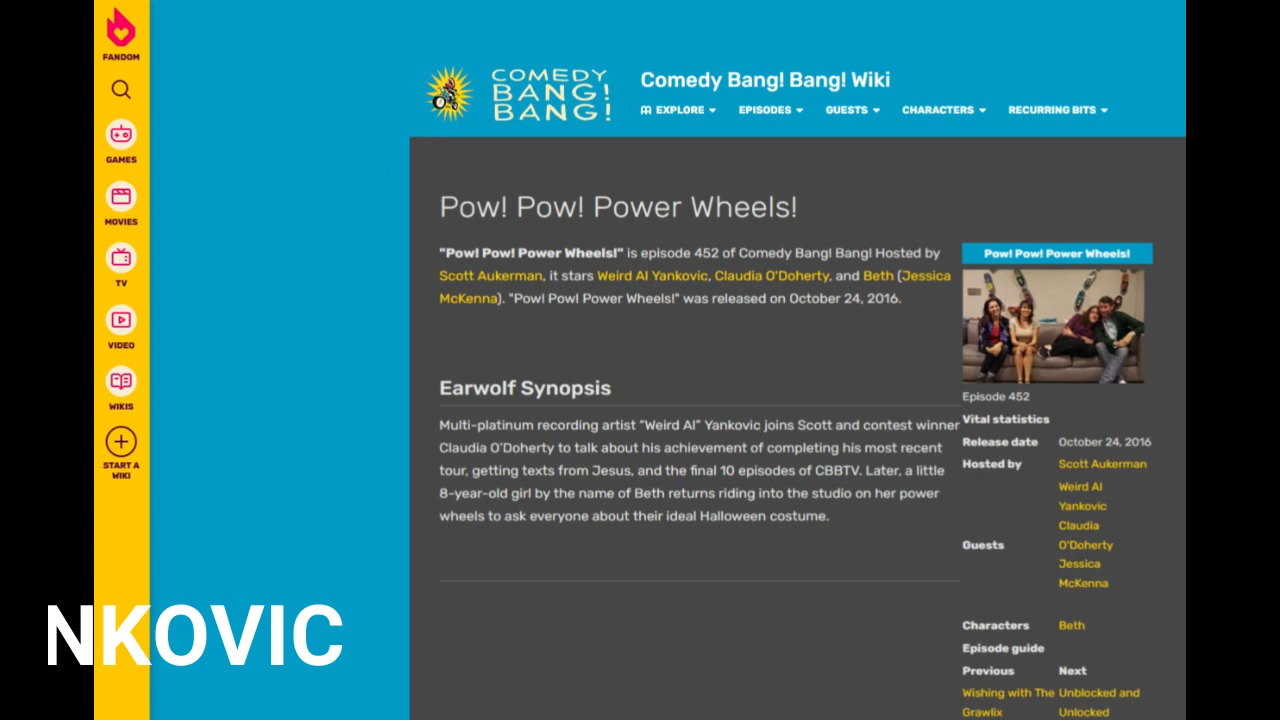 FANDOM
GAMES
MOVIES
TV
VIDEO
WIKIS
START A
WIKI
COMEDY
BANG!
BANG!
Comedy Bang! Bang! Wiki
EXPLORE
EPISODES
GUESTS
CHARACTERS
RECURRING BITS
Pow! Pow! Power Wheels!
"Pow! Pow! Power Wheels!" is episode 452 of Comedy Bang! Bang! Hosted by
Scott Aukerman, it stars Weird Al Yankovic, Claudia O'Doherty, and Beth (Jessica
McKenna). "Pow! Pow! Power Wheels!" was released on October 24, 2016.
Earwolf Synopsis
Multi-platinum recording artist "Weird Al" Yankovic joins Scott and contest winner
Claudia O'Doherty to talk about his achievement of completing his most recent
tour, getting texts from Jesus, and the final 10 episodes of CBBTV. Later, a little
8-year-old girl by the name of Beth returns riding into the studio on her power
wheels to ask everyone about their ideal Halloween costume.
Pow! Pow! Power Wheels!
Episode 452
Vital statistics
Release date October 24, 2016
Hosted by Scott Aukerman
Weird Al
Yankovic
Claudia
Guests O'Doherty
Jessica
McKenna
Characters Beth
Episode guide
Previous Next
Wishing with The Unblocked and
Grawlix Unlocked
NKOVIC